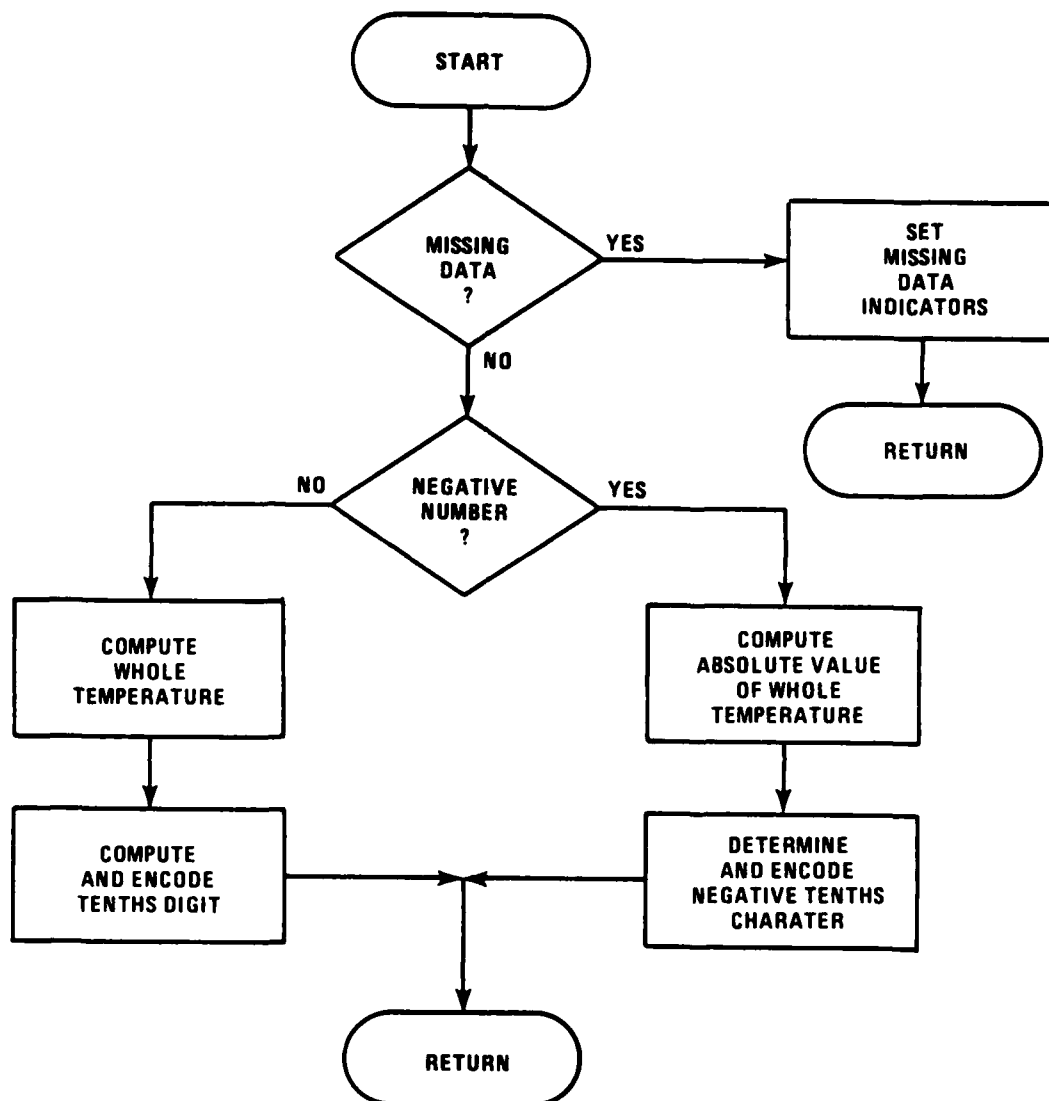 START
MISSING
DATA
?
YES
SET
MISSING
DATA
INDICATORS
NO
RETURN
NEGATIVE
NUMBER
?
NO
YES
COMPUTE
WHOLE
TEMPERATURE
COMPUTE
ABSOLUTE VALUE
OF WHOLE
TEMPERATURE
COMPUTE
AND ENCODE
TENTHS DIGIT
DETERMINE
AND ENCODE
NEGATIVE TENTHS
CHARATER
RETURN